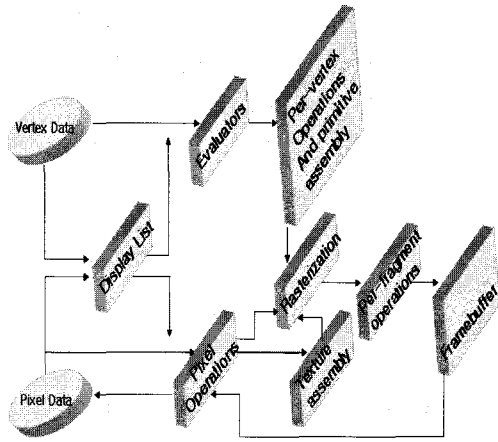 Vertex Data
Evaluators
Per-vertex
Operations
And primitive
assembly
Display List
Rasterization
Per-fragment
operations
Framebuffer
Pixel
Operations
Texture
assembly
Pixel Data